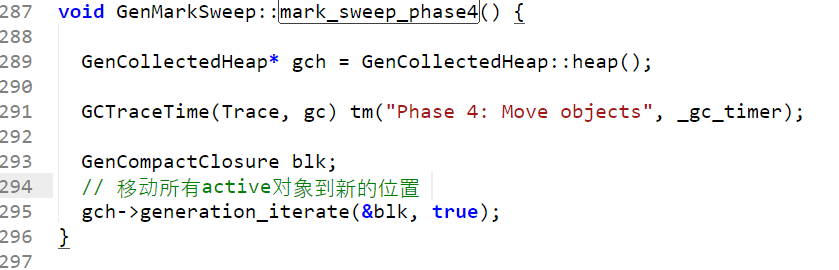 287 void GenMarkSweep::mark_sweep_phase4() {
288
289 GenCollectedHeap* gch = GenCollectedHeap::heap();
290
291 GCTraceTime(Trace, gc) tm("Phase 4: Move objects", _gc_timer);
292
293 GenCompactClosure blk;
294 // 移动所有active对象到新的位置
295 gch->generation_iterate(&blk, true);
296 }
297